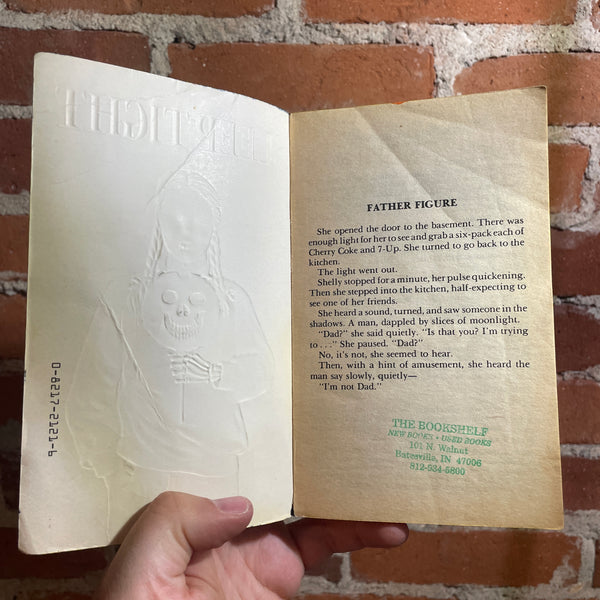 TIGHT
0-8217-2121-6
FATHER FIGURE
She opened the door to the basement. There was
enough light for her to see and grab a six-pack each of
Cherry Coke and 7-Up. She turned to go back to the
kitchen.
The light went out.
Shelly stopped for a minute, her pulse quickening.
Then she stepped into the kitchen, half-expecting to
see one of her friends.
She heard a sound, turned, and saw someone in the
shadows. A man, dappled by slices of moonlight.
"Dad?" she said quietly. "Is that you? I'm trying
to . . ." She paused. "Dad?"
No, it's not, she seemed to hear.
Then, with a hint of amusement, she heard the
man say slowly, quietly—
"I'm not Dad."
THE BOOKSHELF
NEW BOOKS • USED BOOKS
101 N. Walnut
Batesville, IN 47006
812-934-5800